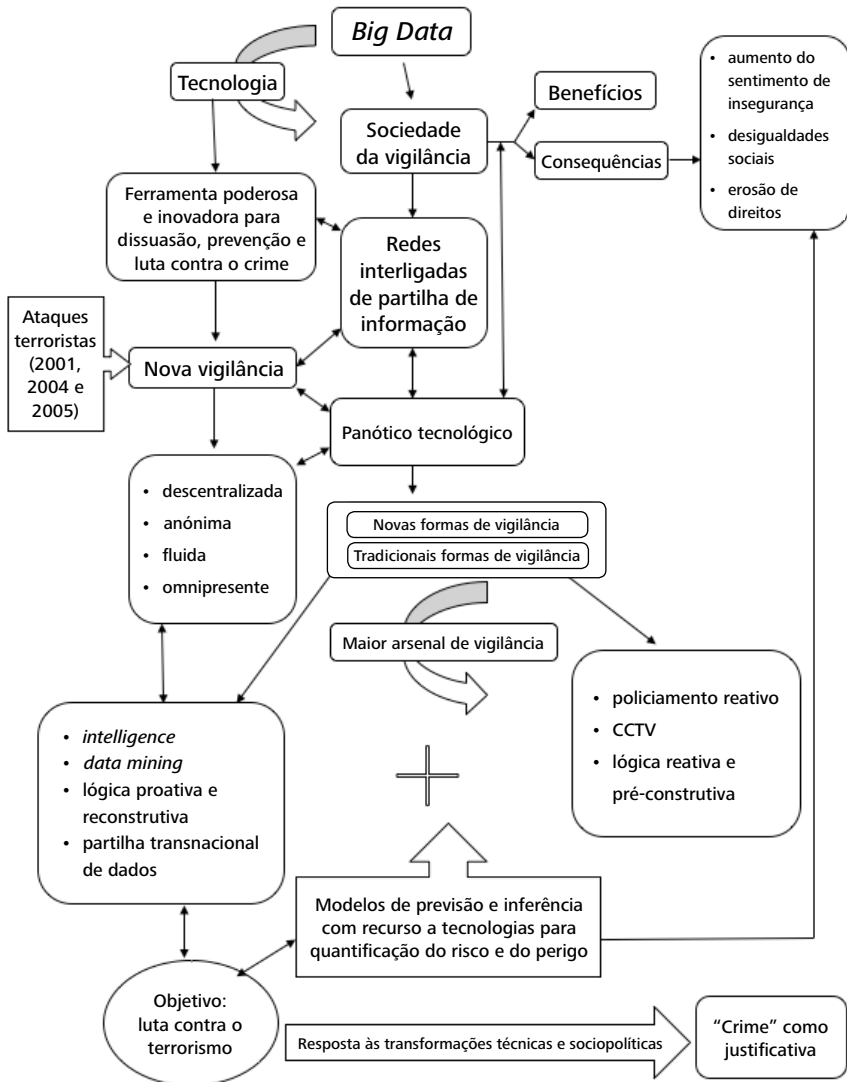 Big Data
Tecnologia
Sociedade
da vigilância
Benefícios
Consequências
• aumento do
sentimento de
insegurança
• desigualdades
sociais
• erosão de
direitos
Ferramenta poderosa
e inovadora para
dissuasão, prevenção e
luta contra o crime
Redes
interligadas
de partilha de
informação
Ataques
terroristas
(2001,
2004 e
2005)
Nova vigilância
Panótico tecnológico
• descentralizada
• anónima
• fluida
• omnipresente
Novas formas de vigilância
Tradicionais formas de vigilância
Maior arsenal de vigilância
• policiamento reativo
• CCTV
• lógica reativa e
pré-construtiva
• intelligence
• data mining
• lógica proativa e
reconstrutiva
• partilha transnacional
de dados
Modelos de previsão e inferência
com recurso a tecnologias para
quantificação do risco e do perigo
Objetivo:
luta contra o
terrorismo
Resposta às transformações técnicas e sociopolíticas
“Crime” como
justificativa